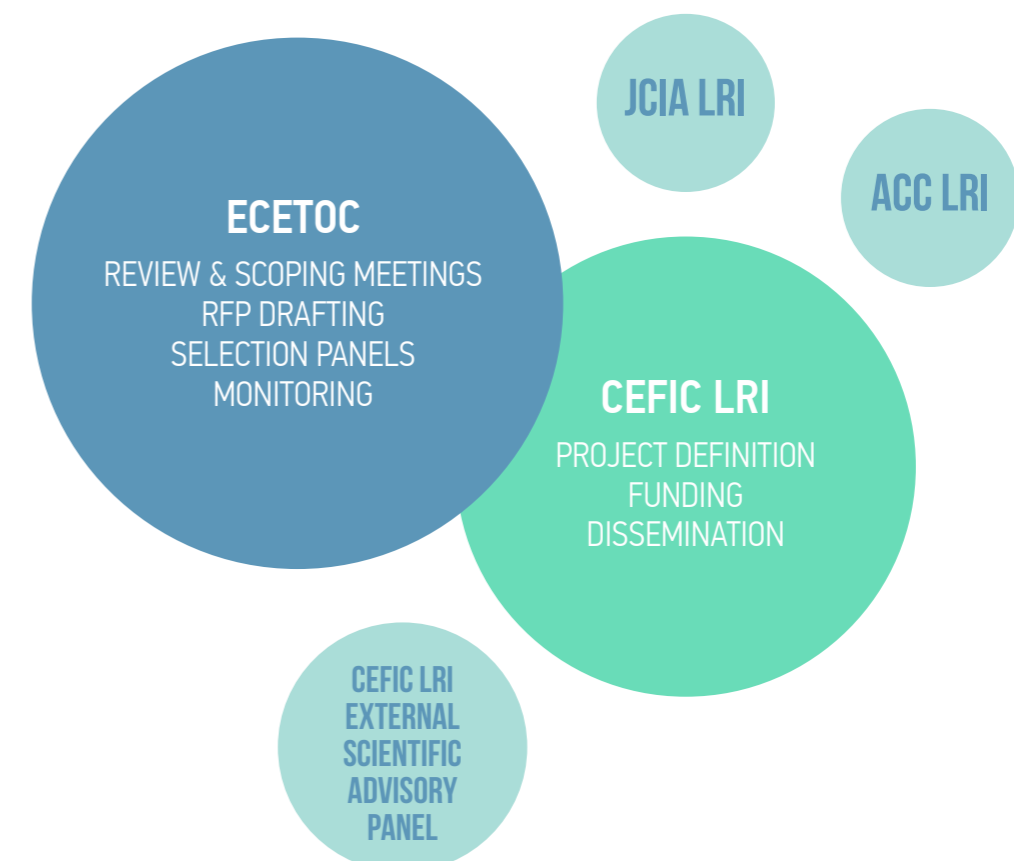 JCIA LRI
ACC LRI
ECETOC
REVIEW & SCOPING MEETINGS
RFP DRAFTING
SELECTION PANELS
MONITORING
CEFIC LRI
PROJECT DEFINITION
FUNDING
DISSEMINATION
CEFIC LRI
EXTERNAL
SCIENTIFIC
ADVISORY
PANEL